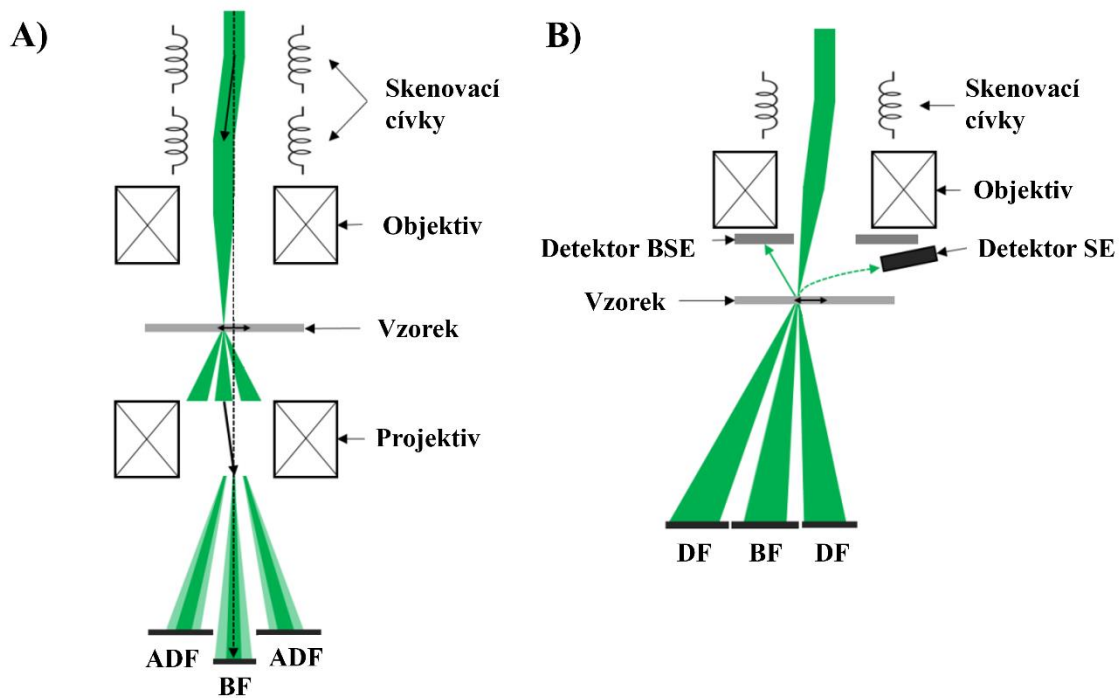 A)
Skenovací
cívky
Objektiv
Vzorek
Projektiv
ADF
ADF
BF
B)
Skenovací
cívky
Objektiv
Detektor BSE
Detektor SE
Vzorek
DF
BF
DF